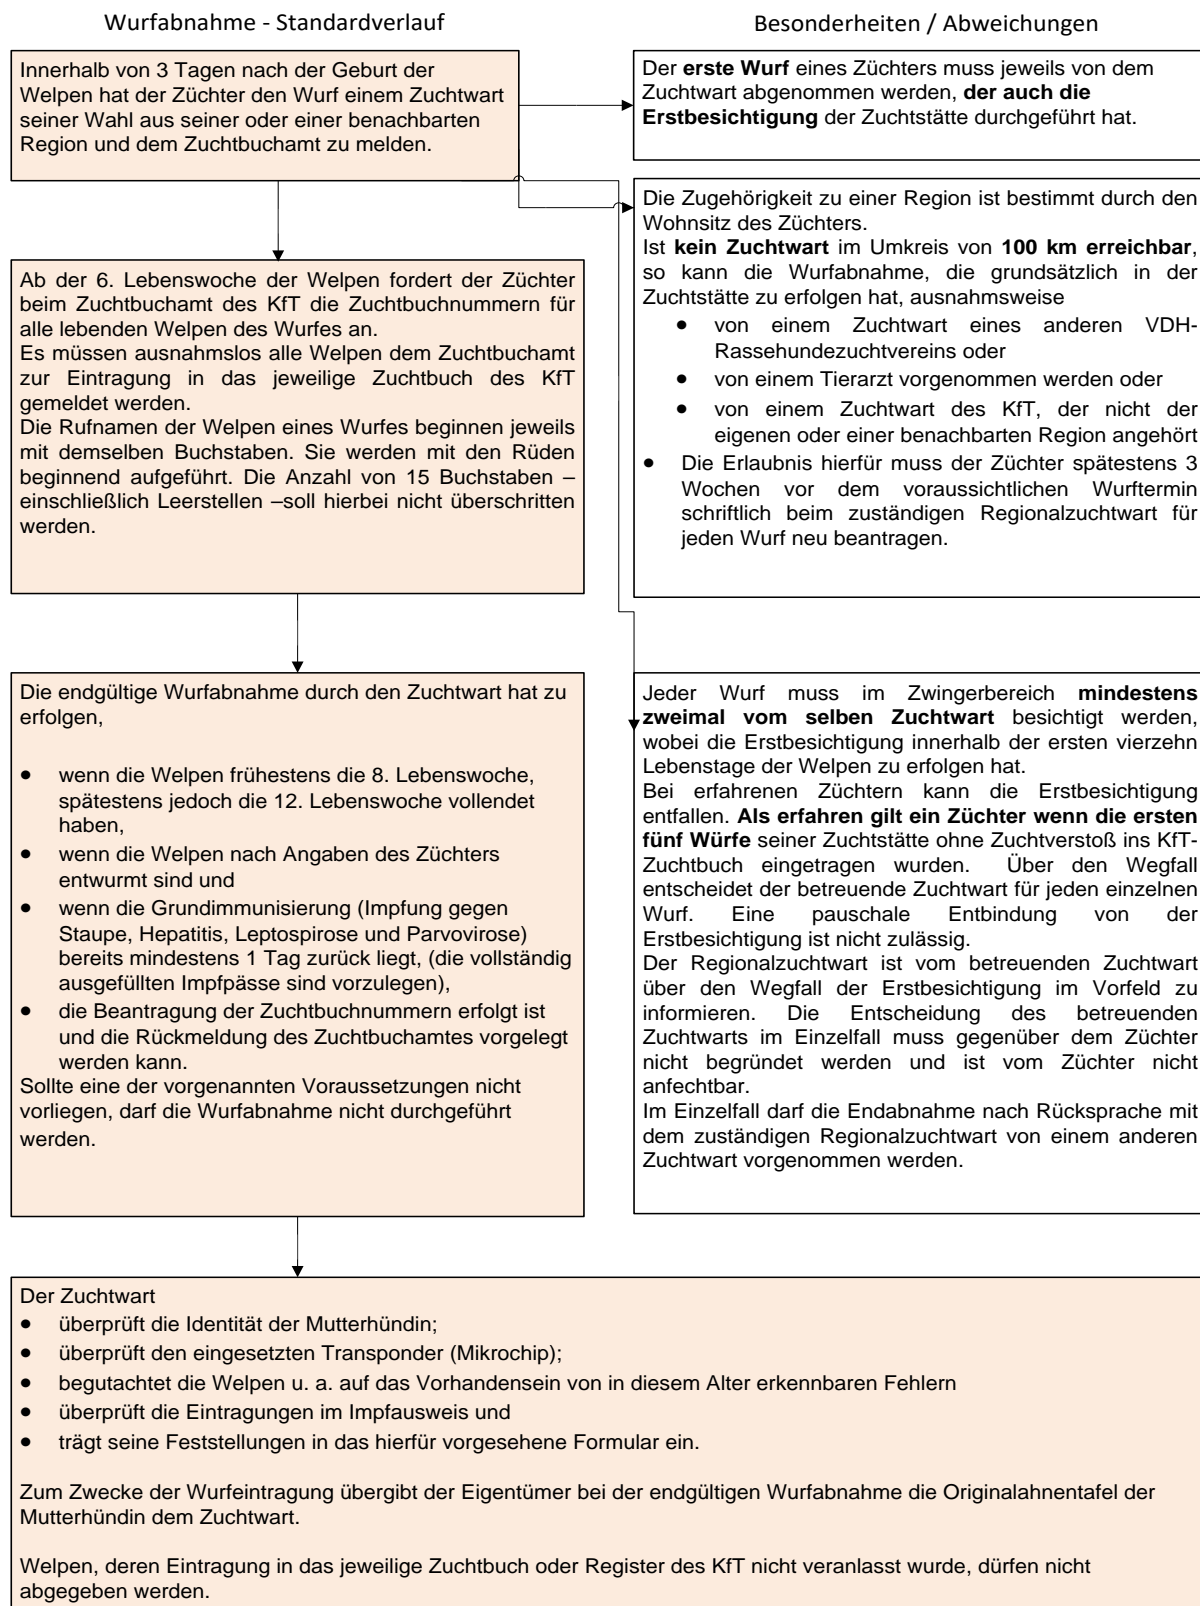 Wurfabnahme - Standardverlauf
Innerhalb von 3 Tagen nach der Geburt der
Welpen hat der Züchter den Wurf einem Zuchtwart
seiner Wahl aus seiner oder einer benachbarten
Region und dem Zuchtbuchamt zu melden.
Ab der 6. Lebenswoche der Welpen fordert der Züchter
beim Zuchtbuchamt des KfT die Zuchtbuchnummern für
alle lebenden Welpen des Wurfes an.
Es müssen ausnahmslos alle Welpen dem Zuchtbuchamt
zur Eintragung in das jeweilige Zuchtbuch des KfT
gemeldet werden.
Die Rufnamen der Welpen eines Wurfes beginnen jeweils
mit demselben Buchstaben. Sie werden mit den Rüden
beginnend aufgeführt. Die Anzahl von 15 Buchstaben –
einschließlich Leerstellen –soll hierbei nicht überschritten
werden.
Die endgültige Wurfabnahme durch den Zuchtwart hat zu
erfolgen,
• wenn die Welpen frühestens die 8. Lebenswoche,
spätestens jedoch die 12. Lebenswoche vollendet
haben,
• wenn die Welpen nach Angaben des Züchters
entwurmt sind und
• wenn die Grundimmunisierung (Impfung gegen
Staupe, Hepatitis, Leptospirose und Parvovirose)
bereits mindestens 1 Tag zurück liegt, (die vollständig
ausgefüllten Impfpässe sind vorzulegen),
• die Beantragung der Zuchtbuchnummern erfolgt ist
und die Rückmeldung des Zuchtbuchamtes vorgelegt
werden kann.
Sollte eine der vorgenannten Voraussetzungen nicht
vorliegen, darf die Wurfabnahme nicht durchgeführt
werden.
Besonderheiten / Abweichungen
Der erste Wurf eines Züchters muss jeweils von dem
Zuchtwart abgenommen werden, der auch die
Erstbesichtigung der Zuchtstätte durchgeführt hat.
Die Zugehörigkeit zu einer Region ist bestimmt durch den
Wohnsitz des Züchters.
Ist kein Zuchtwart im Umkreis von 100 km erreichbar,
so kann die Wurfabnahme, die grundsätzlich in der
Zuchtstätte zu erfolgen hat, ausnahmsweise
• von einem Zuchtwart eines anderen VDH-
Rassehundezuchtvereins oder
• von einem Tierarzt vorgenommen werden oder
• von einem Zuchtwart des KfT, der nicht der
eigenen oder einer benachbarten Region angehört
• Die Erlaubnis hierfür muss der Züchter spätestens 3
Wochen vor dem voraussichtlichen Wurftermin
schriftlich beim zuständigen Regionalzuchtwart für
jeden Wurf neu beantragen.
Jeder Wurf muss im Zwingerbereich mindestens
zweimal vom selben Zuchtwart besichtigt werden,
wobei die Erstbesichtigung innerhalb der ersten vierzehn
Lebenstage der Welpen zu erfolgen hat.
Bei erfahrenen Züchtern kann die Erstbesichtigung
entfallen. Als erfahren gilt ein Züchter wenn die ersten
fünf Würfe seiner Zuchtstätte ohne Zuchtverstoß ins KfT-
Zuchtbuch eingetragen wurden. Über den Wegfall
entscheidet der betreuende Zuchtwart für jeden einzelnen
Wurf. Eine pauschale Entbindung von der
Erstbesichtigung ist nicht zulässig.
Der Regionalzuchtwart ist vom betreuenden Zuchtwart
über den Wegfall der Erstbesichtigung im Vorfeld zu
informieren. Die Entscheidung des betreuenden
Zuchtwarts im Einzelfall muss gegenüber dem Züchter
nicht begründet werden und ist vom Züchter nicht
anfechtbar.
Im Einzelfall darf die Endabnahme nach Rücksprache mit
dem zuständigen Regionalzuchtwart von einem anderen
Zuchtwart vorgenommen werden.
Der Zuchtwart
• überprüft die Identität der Mutterhündin;
• überprüft den eingesetzten Transponder (Mikrochip);
• begutachtet die Welpen u. a. auf das Vorhandensein von in diesem Alter erkennbaren Fehlern
• überprüft die Eintragungen im Impfausweis und
• trägt seine Feststellungen in das hierfür vorgesehene Formular ein.
Zum Zwecke der Wurfeintragung übergibt der Eigentümer bei der endgültigen Wurfabnahme die Originalahnentafel der
Mutterhündin dem Zuchtwart.
Welpen, deren Eintragung in das jeweilige Zuchtbuch oder Register des KfT nicht veranlasst wurde, dürfen nicht
abgegeben werden.